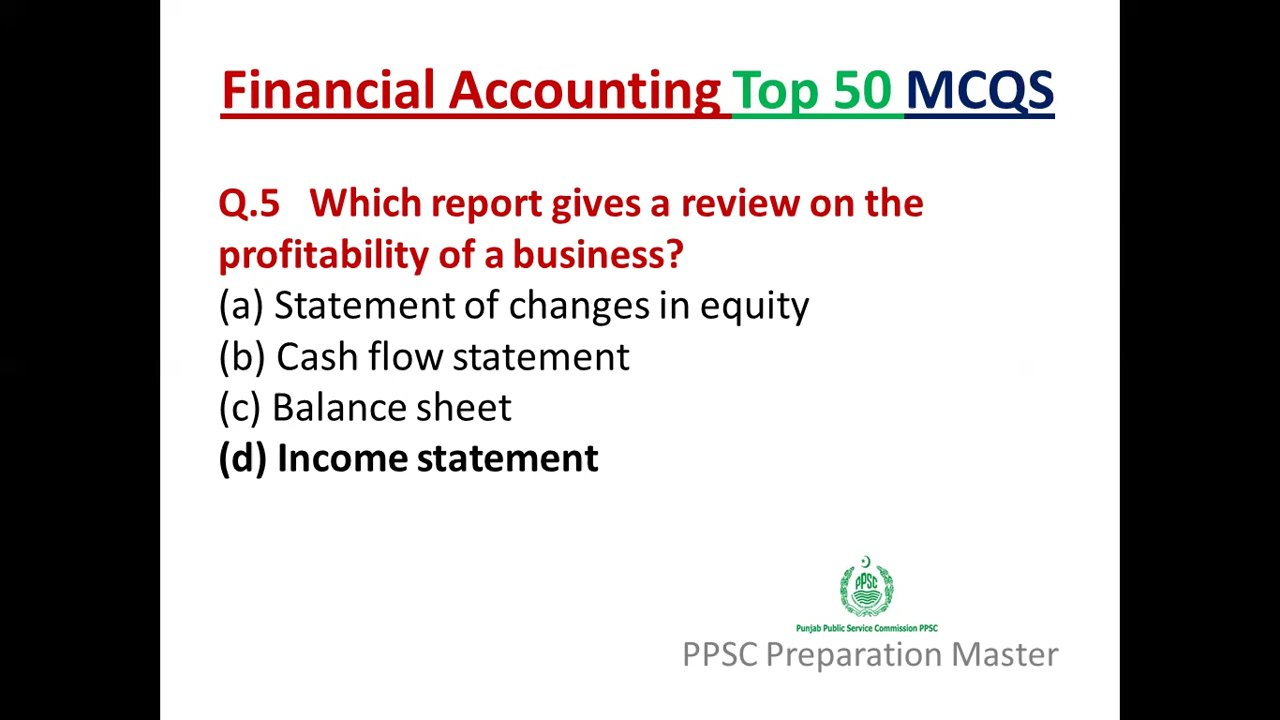 Financial Accounting Top 50 MCQS
Q.5 Which report gives a review on the
profitability of a business?
(a) Statement of changes in equity
(b) Cash flow statement
(c) Balance sheet
(d) Income statement
PPSC
Punjab Public Service Commission PPSC
PPSC Preparation Master